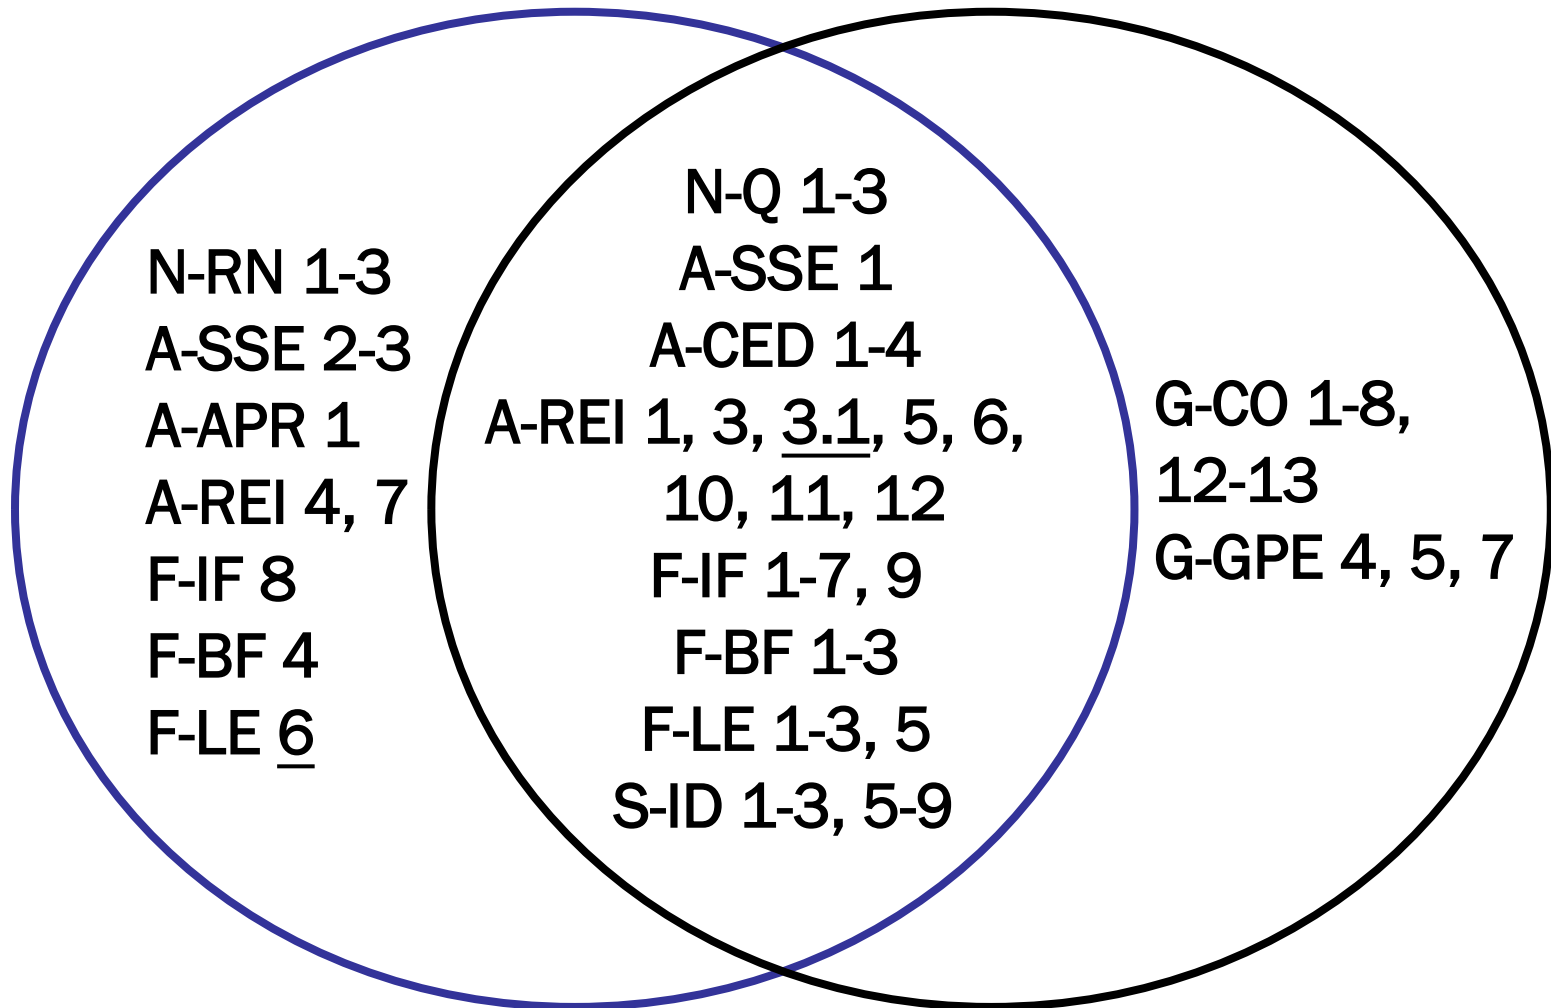 N-RN 1-3
A-SSE 2-3
A-APR 1
A-REI 4, 7
F-IF 8
F-BF 4
F-LE 6
N-Q 1-3
A-SSE 1
A-CED 1-4
A-REI 1, 3, 3.1, 5, 6,
10, 11, 12
F-IF 1-7, 9
F-BF 1-3
F-LE 1-3, 5
S-ID 1-3, 5-9
G-CO 1-8,
12-13
G-GPE 4, 5, 7